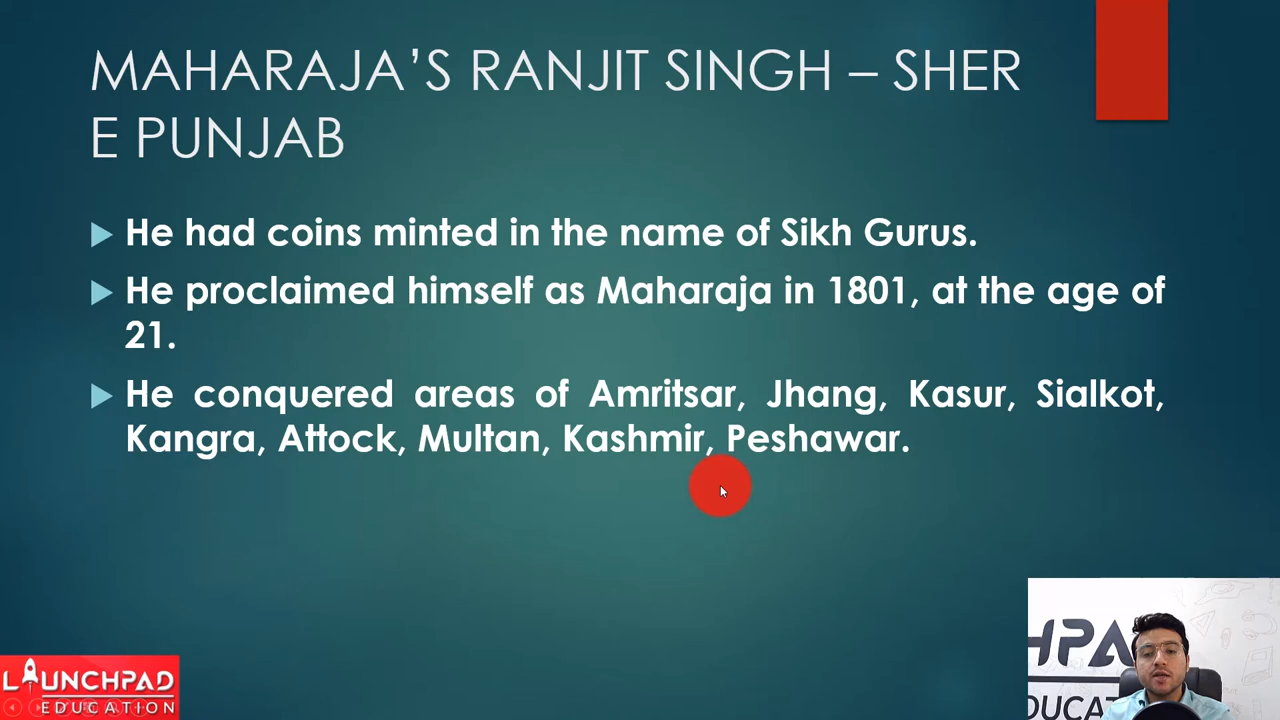 MAHARAJA’S RANJIT SINGH – SHER
E PUNJAB
He had coins minted in the name of Sikh Gurus.
He proclaimed himself as Maharaja in 1801, at the age of
21.
He conquered areas of Amritsar, Jhang, Kasur, Sialkot,
Kangra, Attock, Multan, Kashmir, Peshawar.
LAUNCHPAD
EDUCATION
HPA
EDUCAT